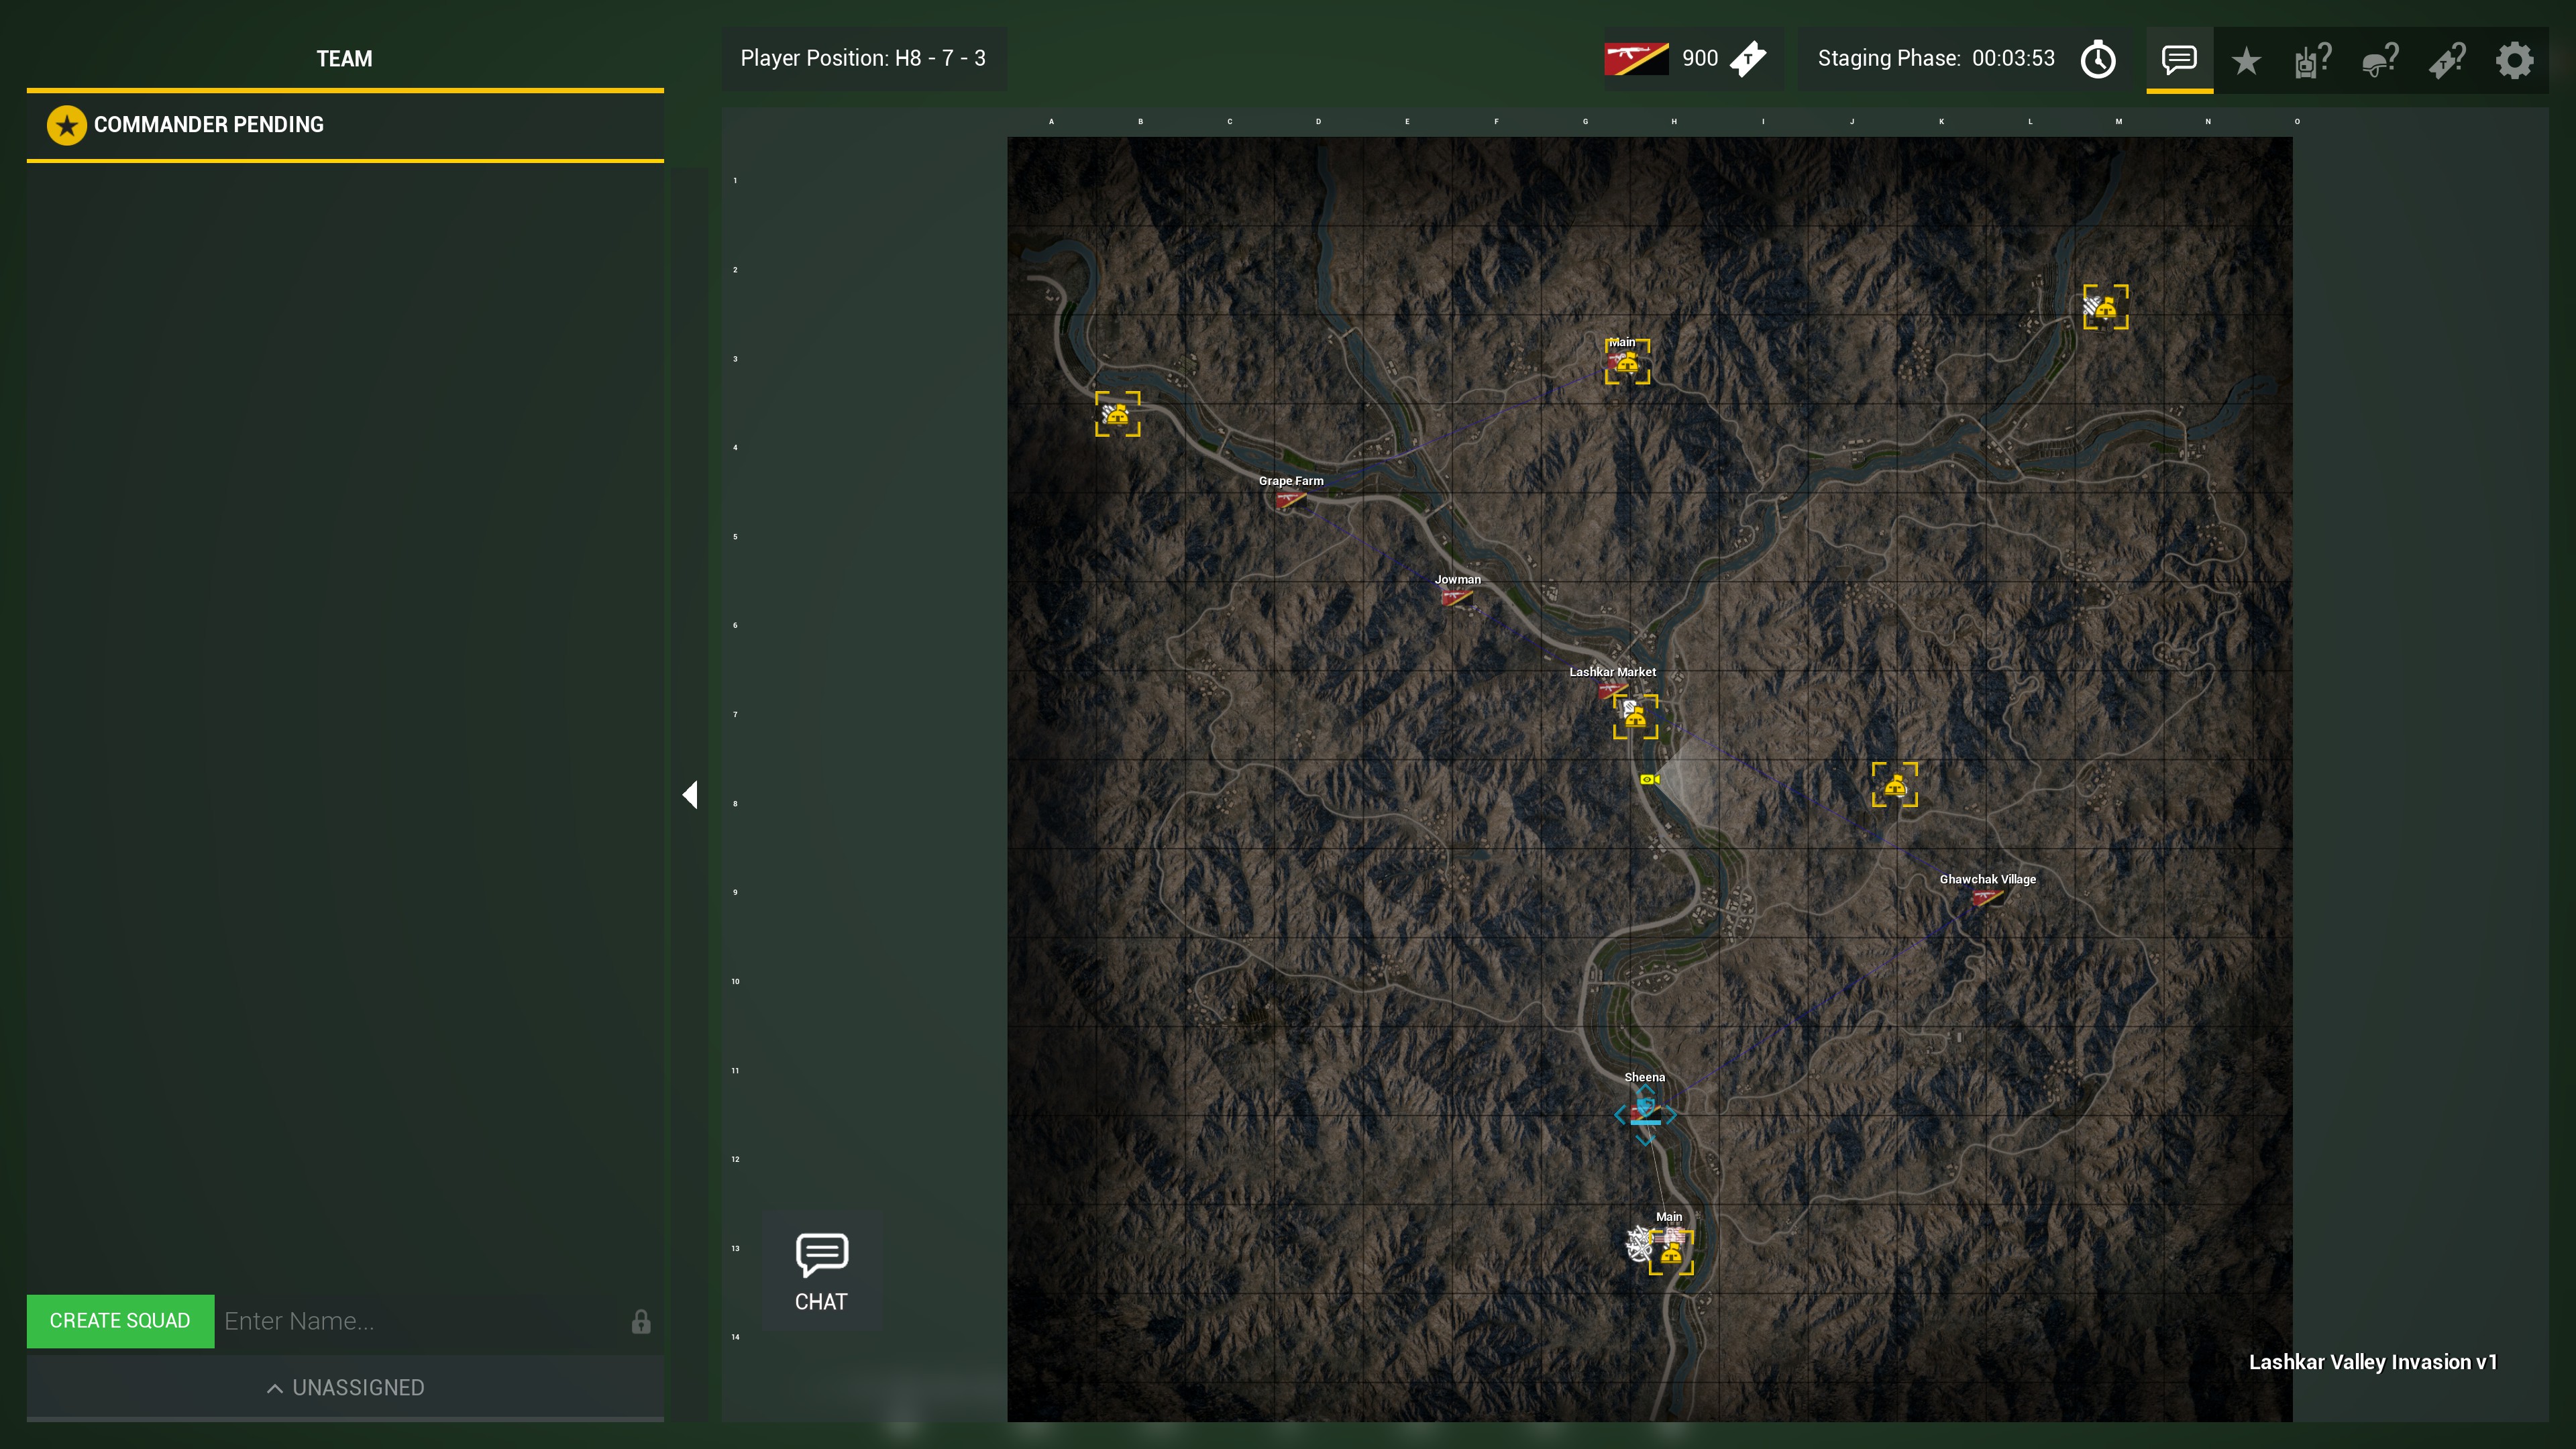 TEAM
Player Position: H8 - 7 - 3
900
T
Staging Phase: 00:03:53
COMMANDER PENDING
A B C D E F G H I J K L M N O
1
2
Main
3
4
Grape Farm
5
Jowman
6
Lashkar Market
7
8
Ghawchak Village
9
10
11
Sheena
12
Main
13
CHAT
CREATE SQUAD Enter Name...
14
Lashkar Valley Invasion v1
UNASSIGNED